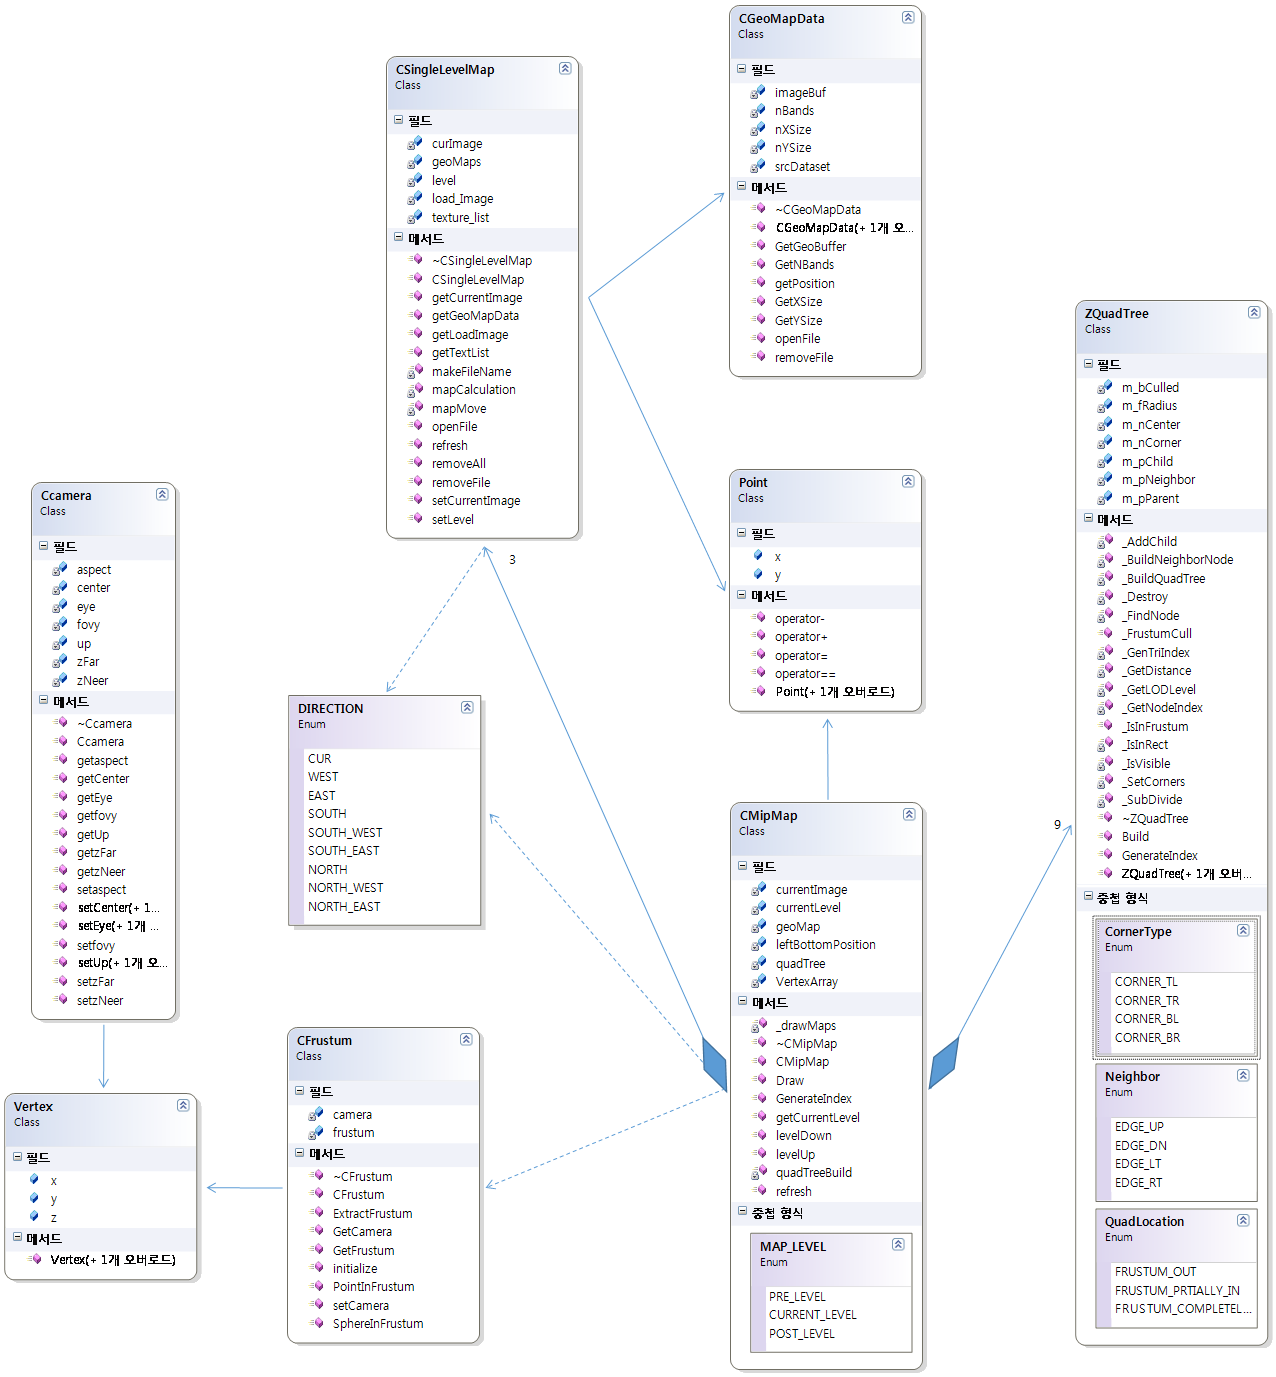 CGeoMapData
Class
필드
imageBuf
nBands
nXSize
nYSize
srcDataset
메서드
~CGeoMapData
CGeoMapData(+ 1개 오...
GetGeoBuffer
GetNBands
getPosition
GetXSize
GetYSize
openFile
removeFile
CSingleLevelMap
Class
필드
curImage
geoMaps
level
load_Image
texture_list
메서드
~CSingleLevelMap
CSingleLevelMap
getCurrentImage
getGeoMapData
getLoadImage
getTextList
makeFileName
mapCalculation
mapMove
openFile
refresh
removeAll
removeFile
setCurrentImage
setLevel
3
ZQuadTree
Class
필드
m_bCulled
m_fRadius
m_nCenter
m_nCorner
m_pChild
m_pNeighbor
m_pParent
메서드
_AddChild
_BuildNeighborNode
_BuildQuadTree
_Destroy
_FindNode
_FrustumCull
_GenTriIndex
_GetDistance
_GetLODLevel
_GetNodeIndex
_IsInFrustum
_IsInRect
_IsVisible
_SetCorners
_SubDivide
~ZQuadTree
Build
GenerateIndex
ZQuadTree(+ 1개 오버...
중첩 형식
CornerType
Enum
CORNER_TL
CORNER_TR
CORNER_BL
CORNER_BR
Neighbor
Enum
EDGE_UP
EDGE_DN
EDGE_LT
EDGE_RT
QuadLocation
Enum
FRUSTUM_OUT
FRUSTUM_PRTIALLY_IN
FRUSTUM_COMPLETEL...
9
Point
Class
필드
x
y
메서드
operator-
operator+
operator=
operator==
Point(+ 1개 오버로드)
Ccamera
Class
필드
aspect
center
eye
fovy
up
zFar
zNeer
메서드
~Ccamera
Ccamera
getaspect
getCenter
getEye
getfovy
getUp
getzFar
getzNeer
setaspect
setCenter(+ 1...
setEye(+ 1개 ...
setfovy
setUp(+ 1개 오...
setzFar
setzNeer
DIRECTION
Enum
CUR
WEST
EAST
SOUTH
SOUTH_WEST
SOUTH_EAST
NORTH
NORTH_WEST
NORTH_EAST
CMipMap
Class
필드
currentImage
currentLevel
geoMap
leftBottomPosition
quadTree
VertexArray
메서드
_drawMaps
~CMipMap
CMipMap
Draw
GenerateIndex
getCurrentLevel
levelDown
levelUp
quadTreeBuild
refresh
중첩 형식
MAP_LEVEL
Enum
PRE_LEVEL
CURRENT_LEVEL
POST_LEVEL
CFrustum
Class
필드
camera
frustum
메서드
~CFrustum
CFrustum
ExtractFrustum
GetCamera
GetFrustum
initialize
PointInFrustum
setCamera
SphereInFrustum
Vertex
Class
필드
x
y
z
메서드
Vertex(+ 1개 오버로드)